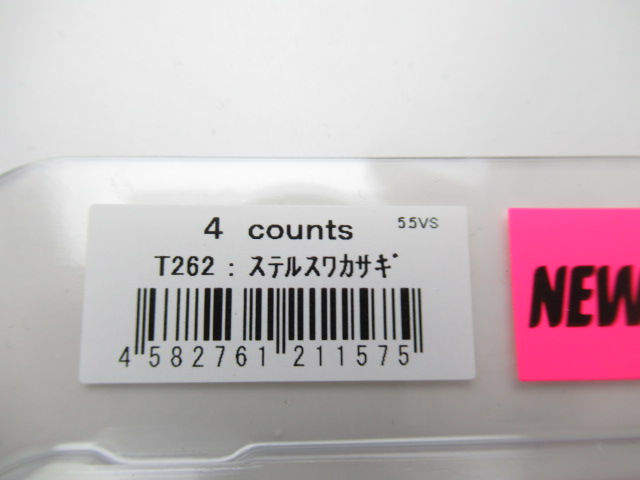 4 counts 5.5VS
T262 : ｽﾃﾙｽﾜｶｻｷﾞ
4 582761 211575
NEW